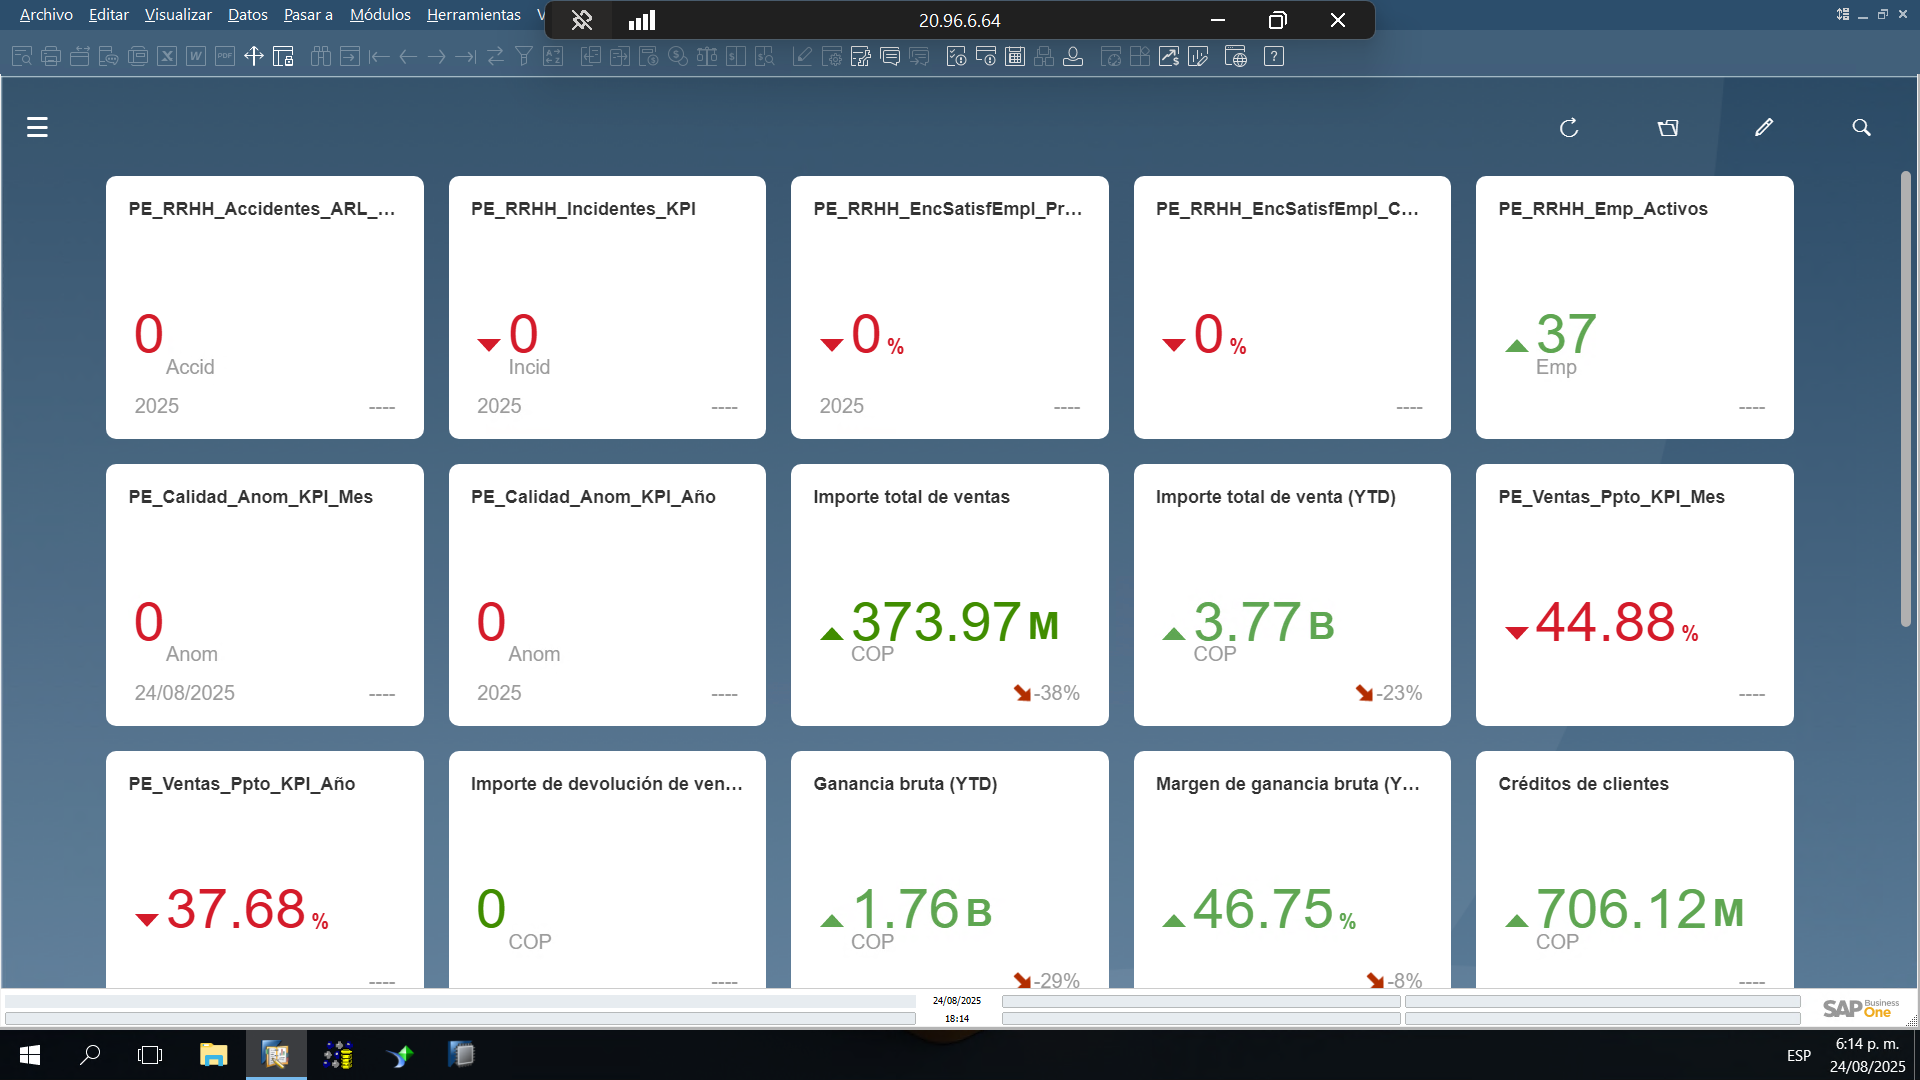 Archivo Editar Visualizar Datos Pasar a Módulos Herramientas V
20.96.6.64
PE_RRHH_Accidentes_ARL_...
0
Accid
2025 ----
PE_RRHH_Incidentes_KPI
0
Incid
2025 ----
PE_RRHH_EncSatisfEmpl_Pr...
0 %
2025 ----
PE_RRHH_EncSatisfEmpl_C...
0 %
----
PE_RRHH_Emp_Activos
37
Emp
----
PE_Calidad_Anom_KPI_Mes
0
Anom
24/08/2025 ----
PE_Calidad_Anom_KPI_Año
0
Anom
2025 ----
Importe total de ventas
373.97 M
COP
-38%
Importe total de venta (YTD)
3.77 B
COP
-23%
PE_Ventas_Ppto_KPI_Mes
44.88 %
----
PE_Ventas_Ppto_KPI_Año
37.68 %
----
Importe de devolución de ven...
0
COP
----
Ganancia bruta (YTD)
1.76 B
COP
-29%
Margen de ganancia bruta (Y...
46.75 %
-8%
Créditos de clientes
706.12 M
COP
----
24/08/2025
18:14
SAP Business One
ESP
6:14 p. m.
24/08/2025